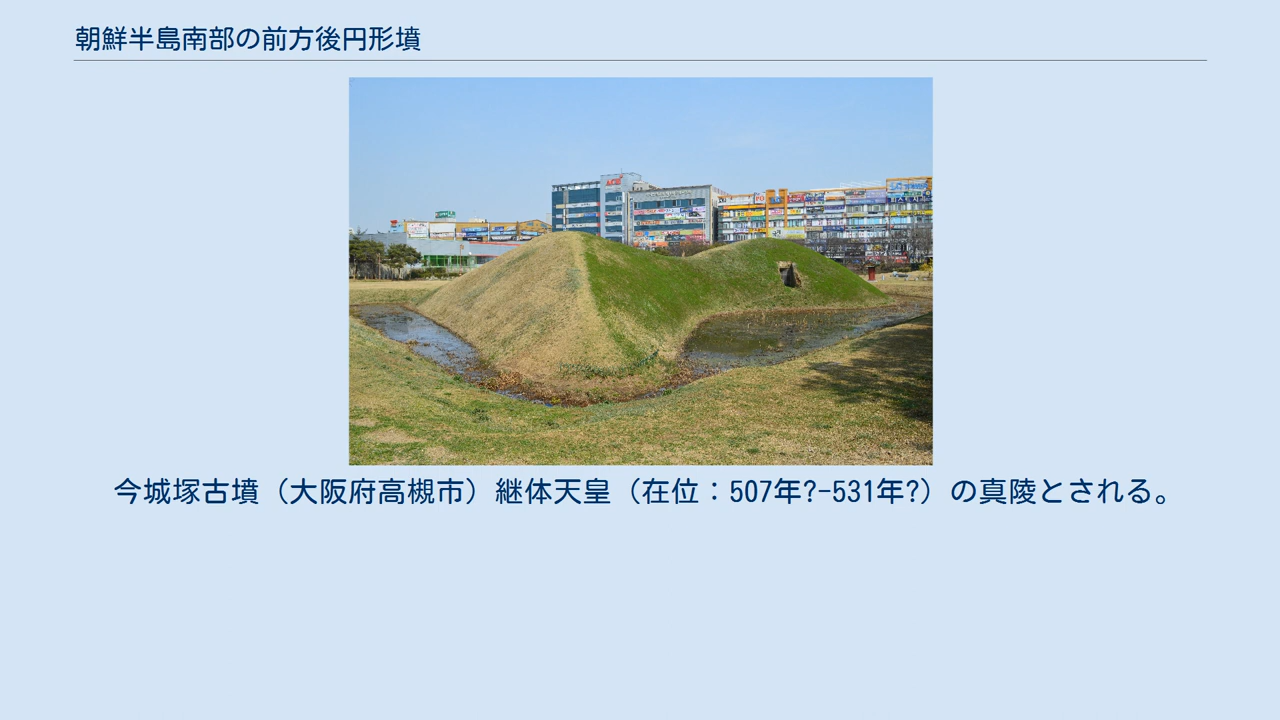 朝鮮半島南部の前方後円形墳
今城塚古墳（大阪府高槻市）継体天皇（在位：507年?-531年?）の真陵とされる。